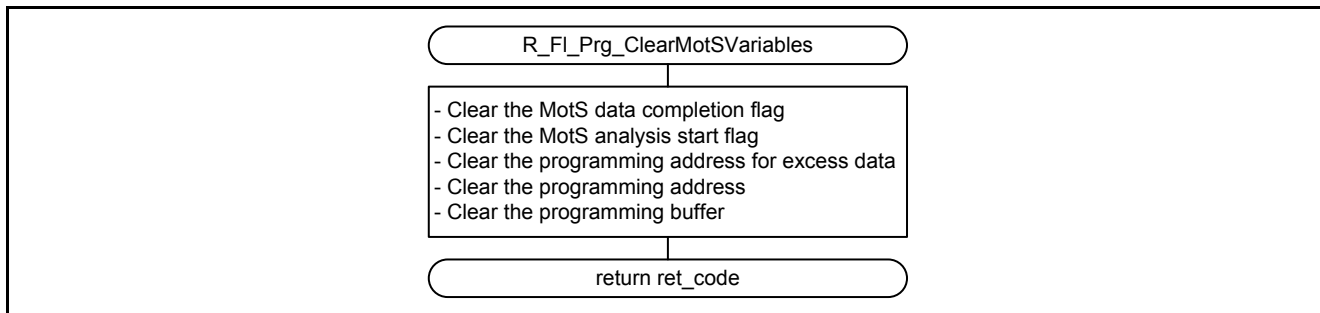 R_Fl_Prg_ClearMotSVariables
- Clear the MotS data completion flag
- Clear the MotS analysis start flag
- Clear the programming address for excess data
- Clear the programming address
- Clear the programming buffer
return ret_code